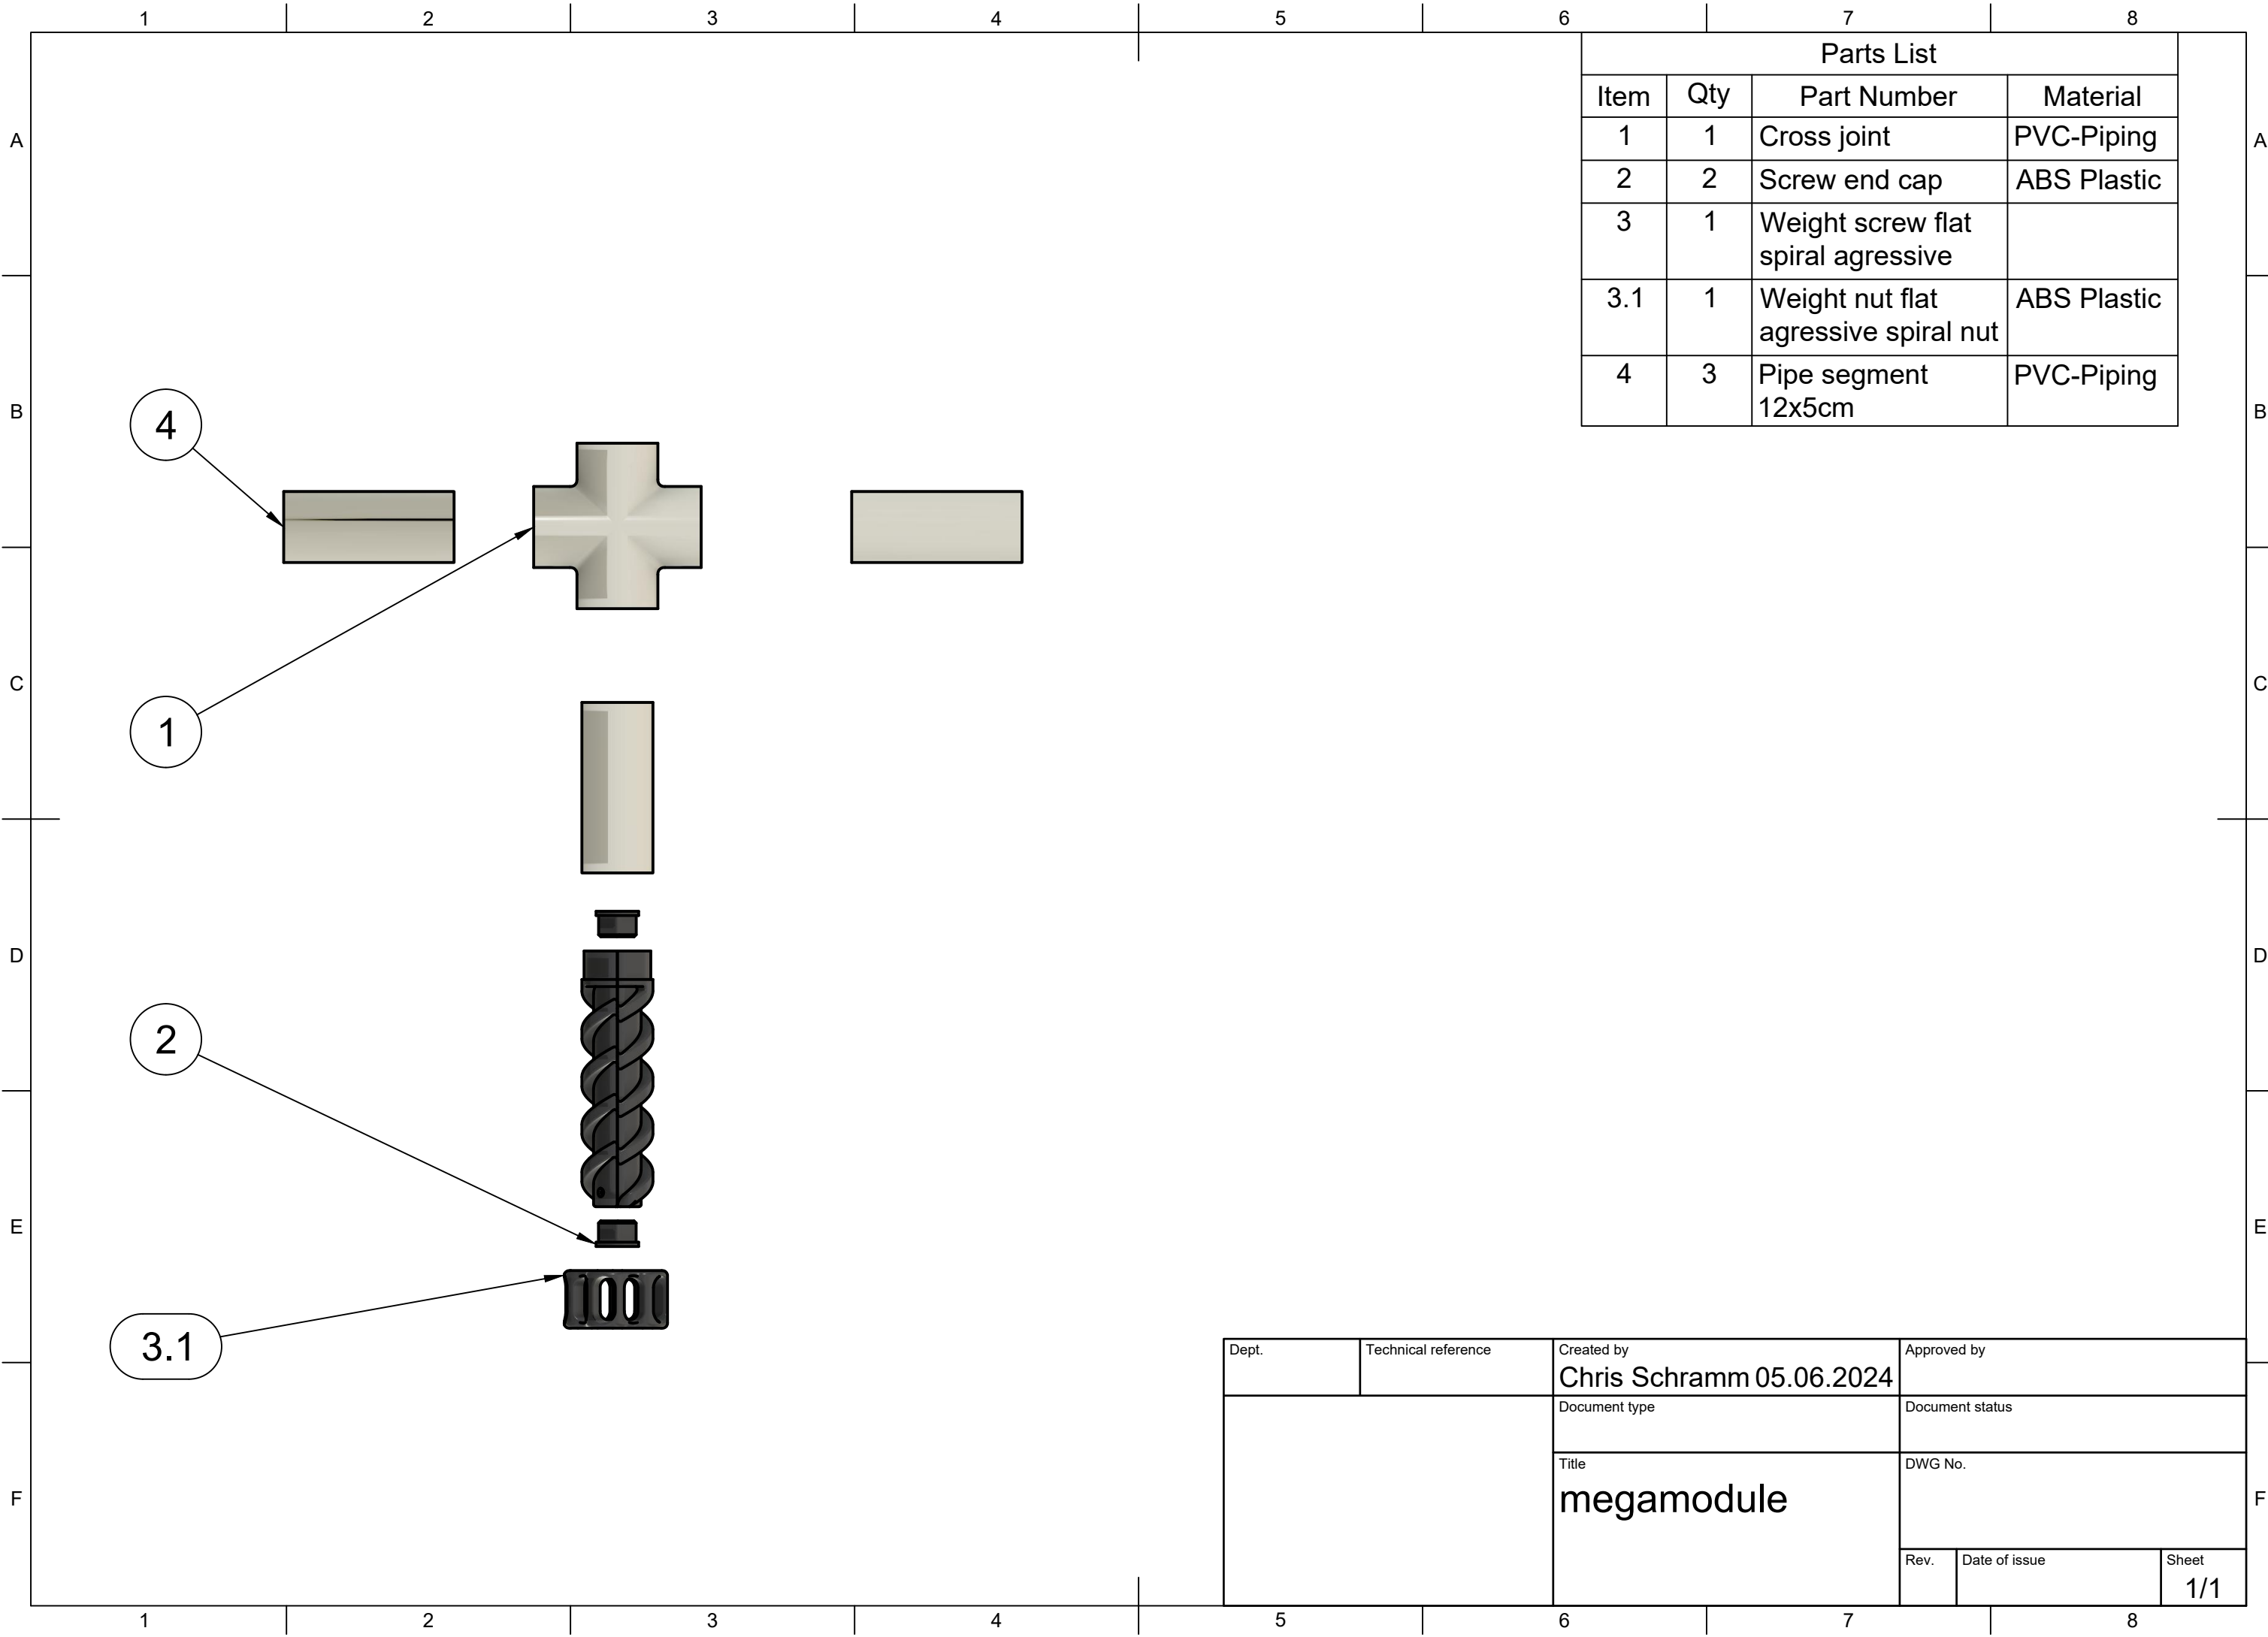 1 2 3 4 5 6 7 8
Parts List
Item Qty Part Number Material
A A
1 1 Cross joint PVC-Piping
2 2 Screw end cap ABS Plastic
3 1 Weight screw flat
spiral agressive
3.1 1 Weight nut flat ABS Plastic
agressive spiral nut
4 3 Pipe segment PVC-Piping
12x5cm
B B
4
C C
1
D D
2
E E
3.1
Dept. Technical reference Created by Approved by
Chris Schramm 05.06.2024
Document type Document status
Title DWG No.
megamodule
F F
Rev. Date of issue Sheet
1/1
1 2 3 4 5 6 7 8